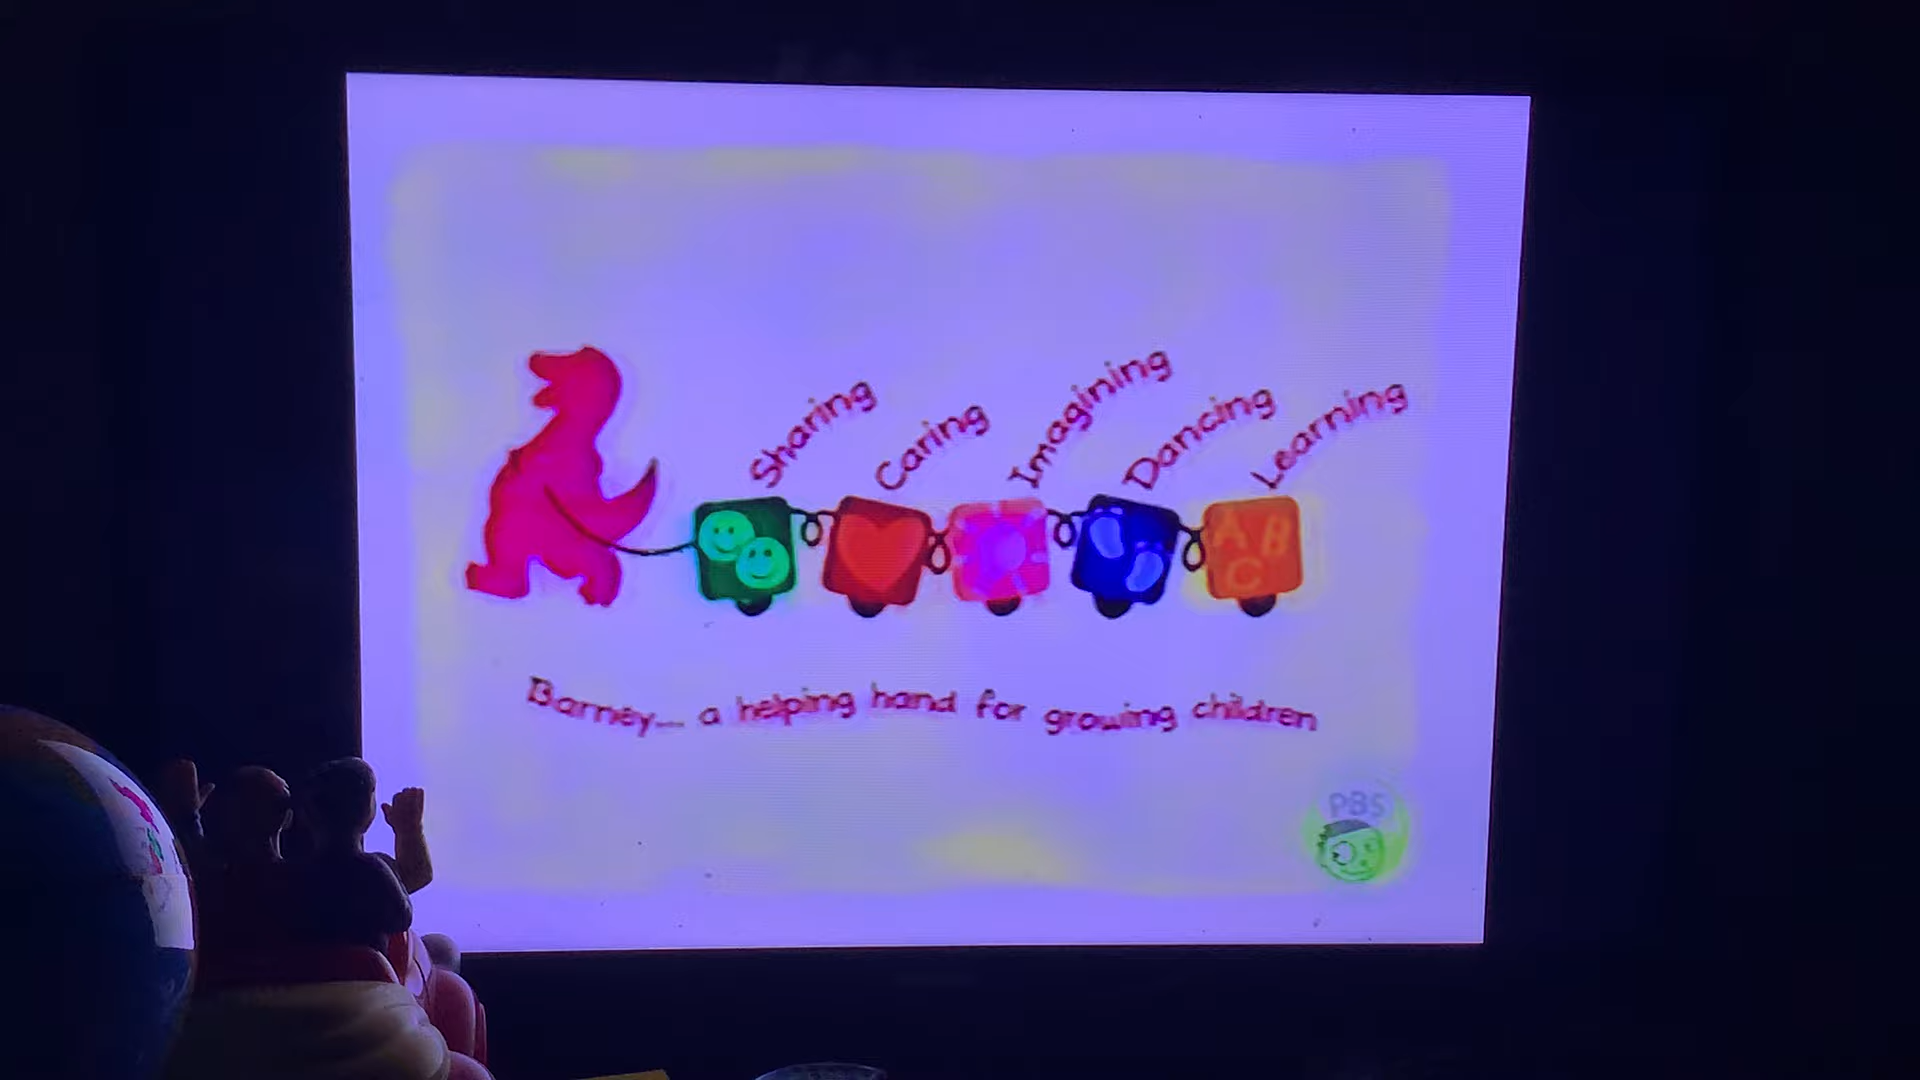 Sharing
Caring
Imagining
Dancing
Learning
A B
C
Barney... a helping hand for growing children
PBS